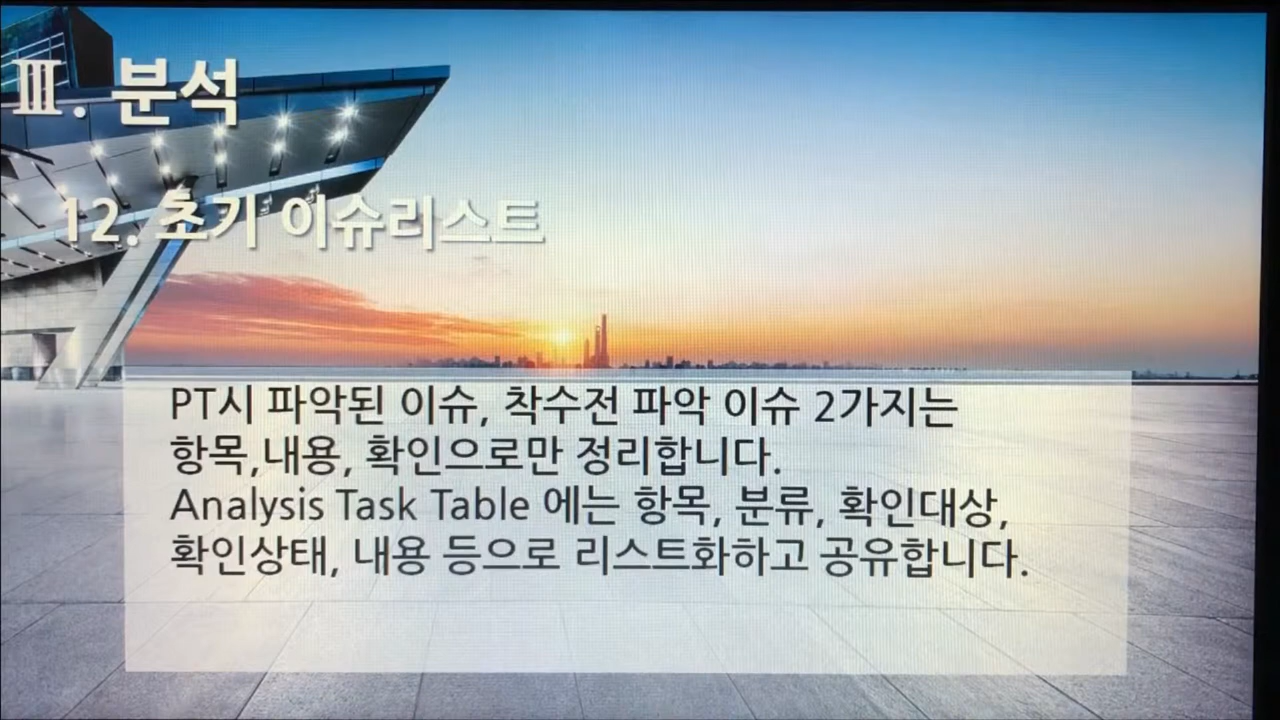 Ⅲ. 분석
12. 초기 이슈리스트
PT시 파악된 이슈, 착수전 파악 이슈 2가지는
항목,내용, 확인으로만 정리합니다.
Analysis Task Table 에는 항목, 분류, 확인대상,
확인상태, 내용 등으로 리스트화하고 공유합니다.